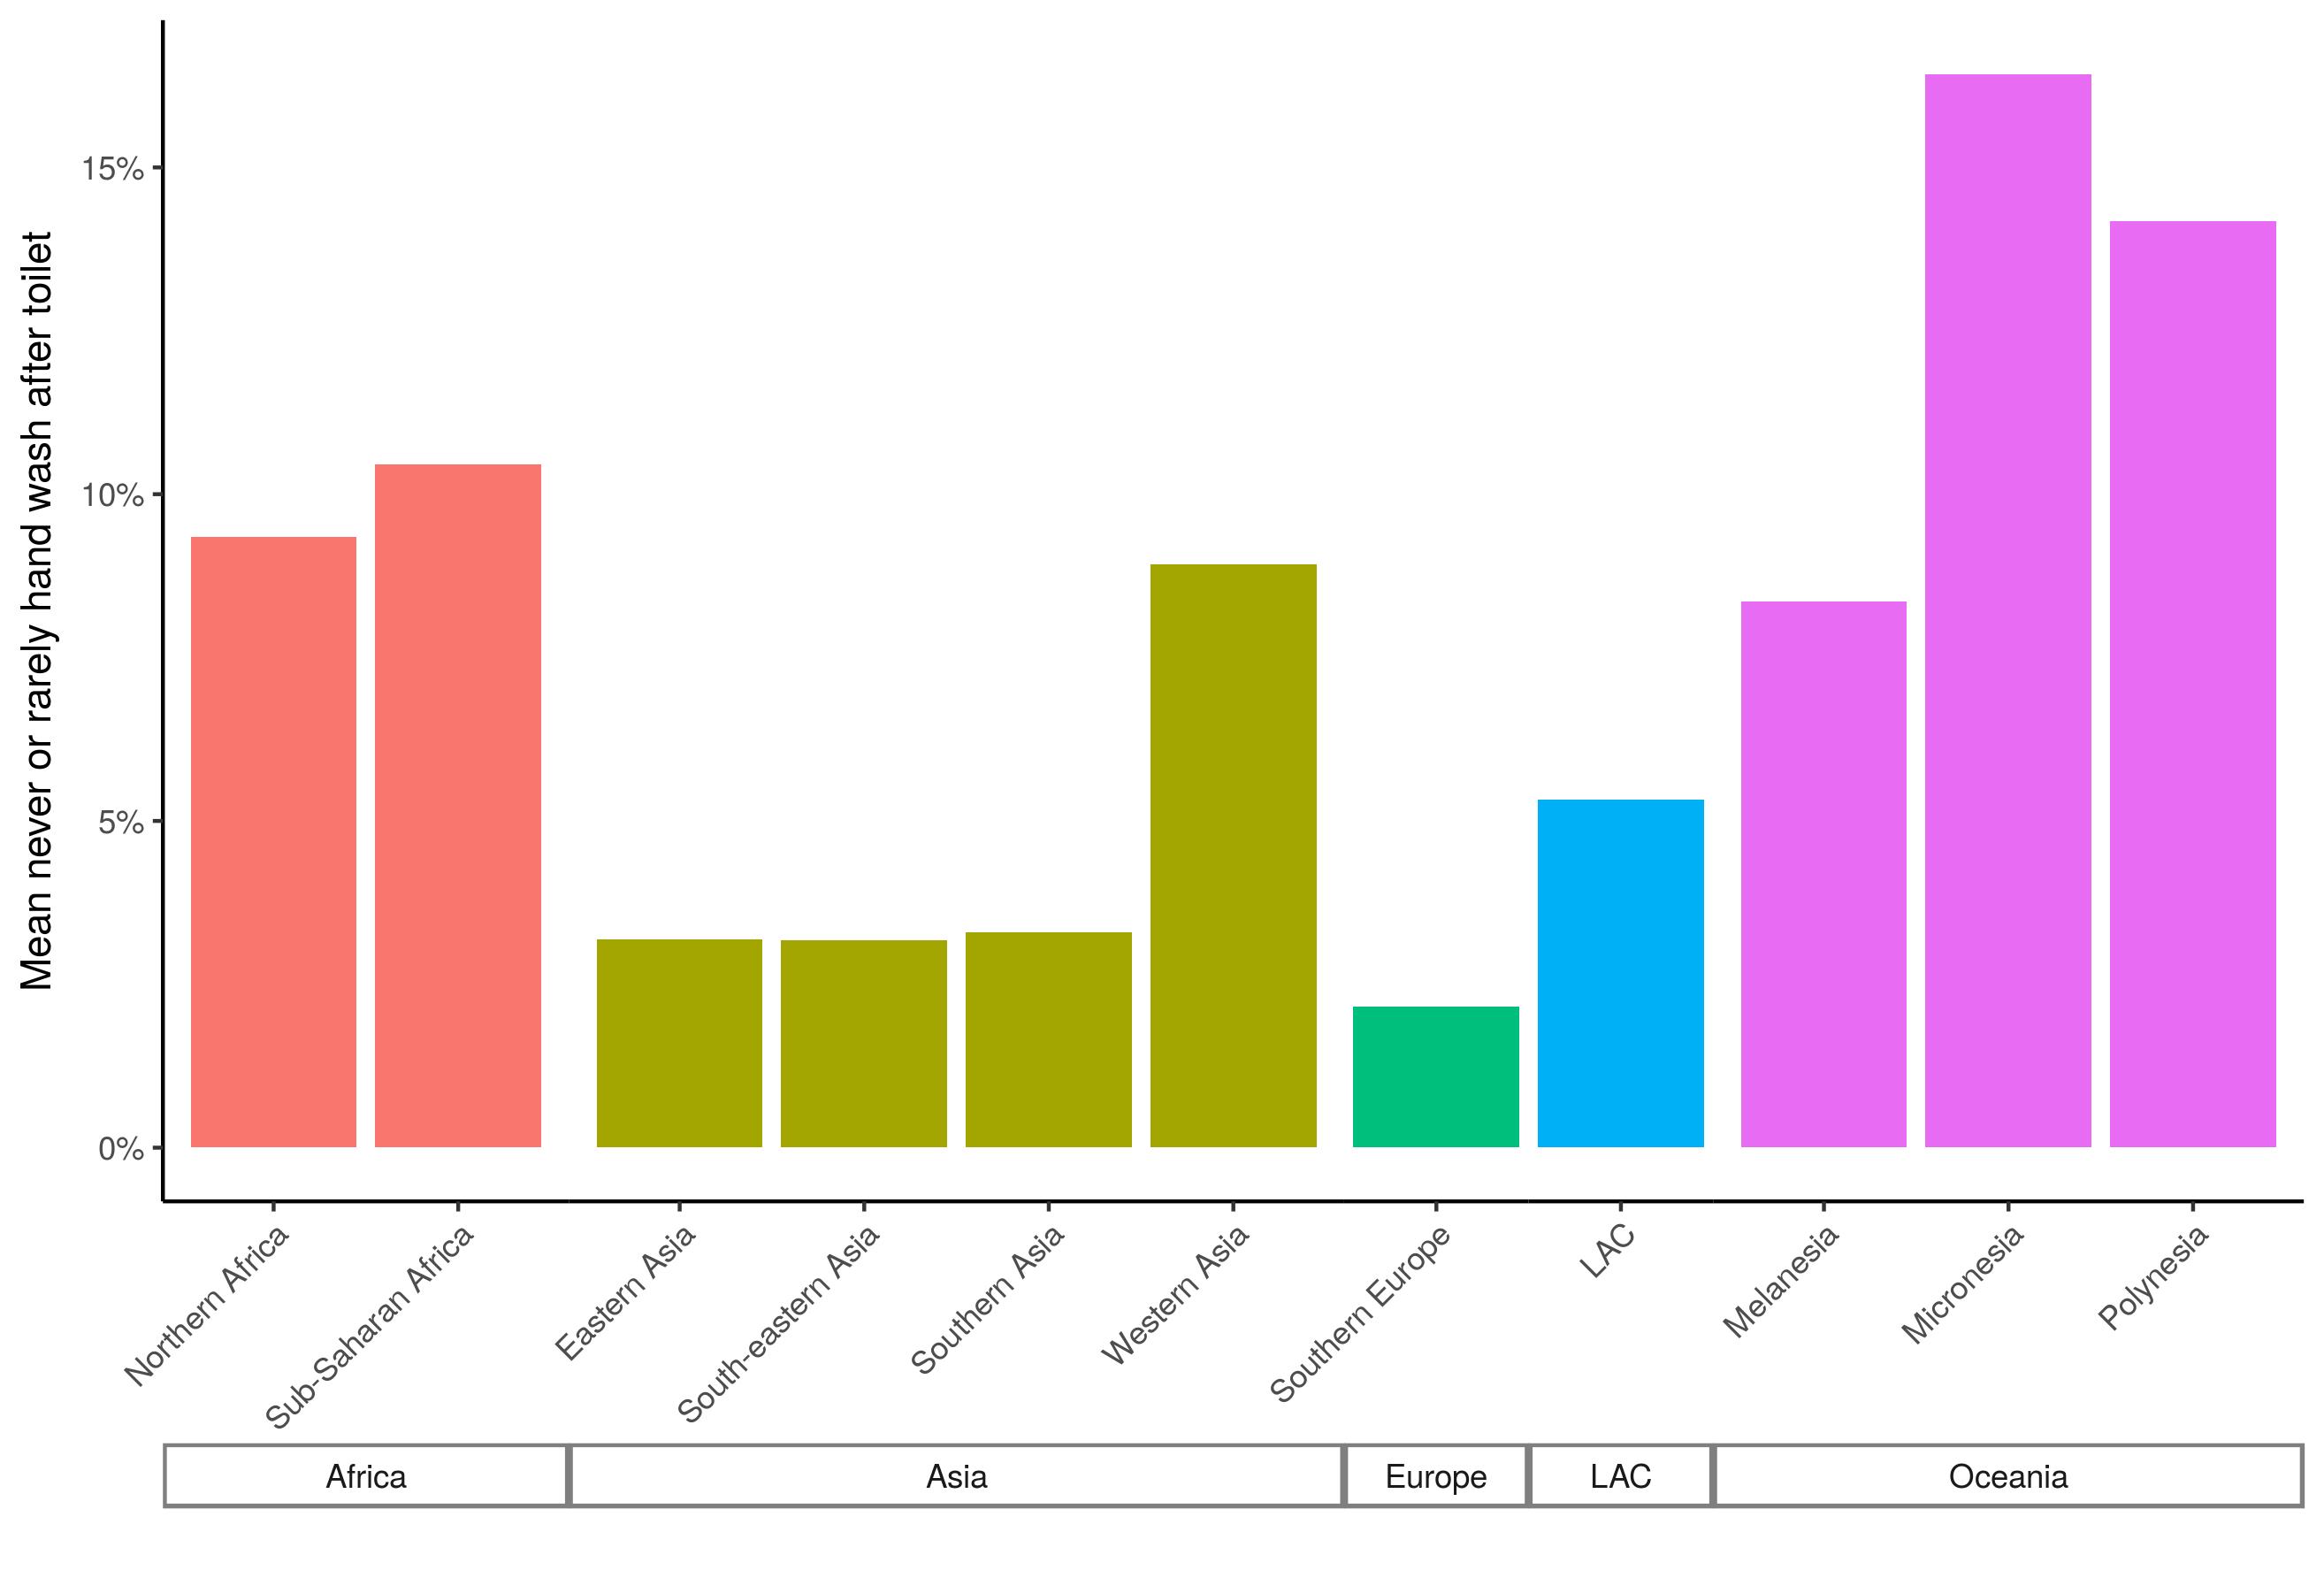 Mean never or rarely hand wash after toilet
15%
10%
5%
0%
Northern Africa
Sub-Saharan Africa
Eastern Asia
South-eastern Asia
Southern Asia
Western Asia
Southern Europe
LAC
Melanesia
Micronesia
Polynesia
Africa
Asia
Europe
LAC
Oceania